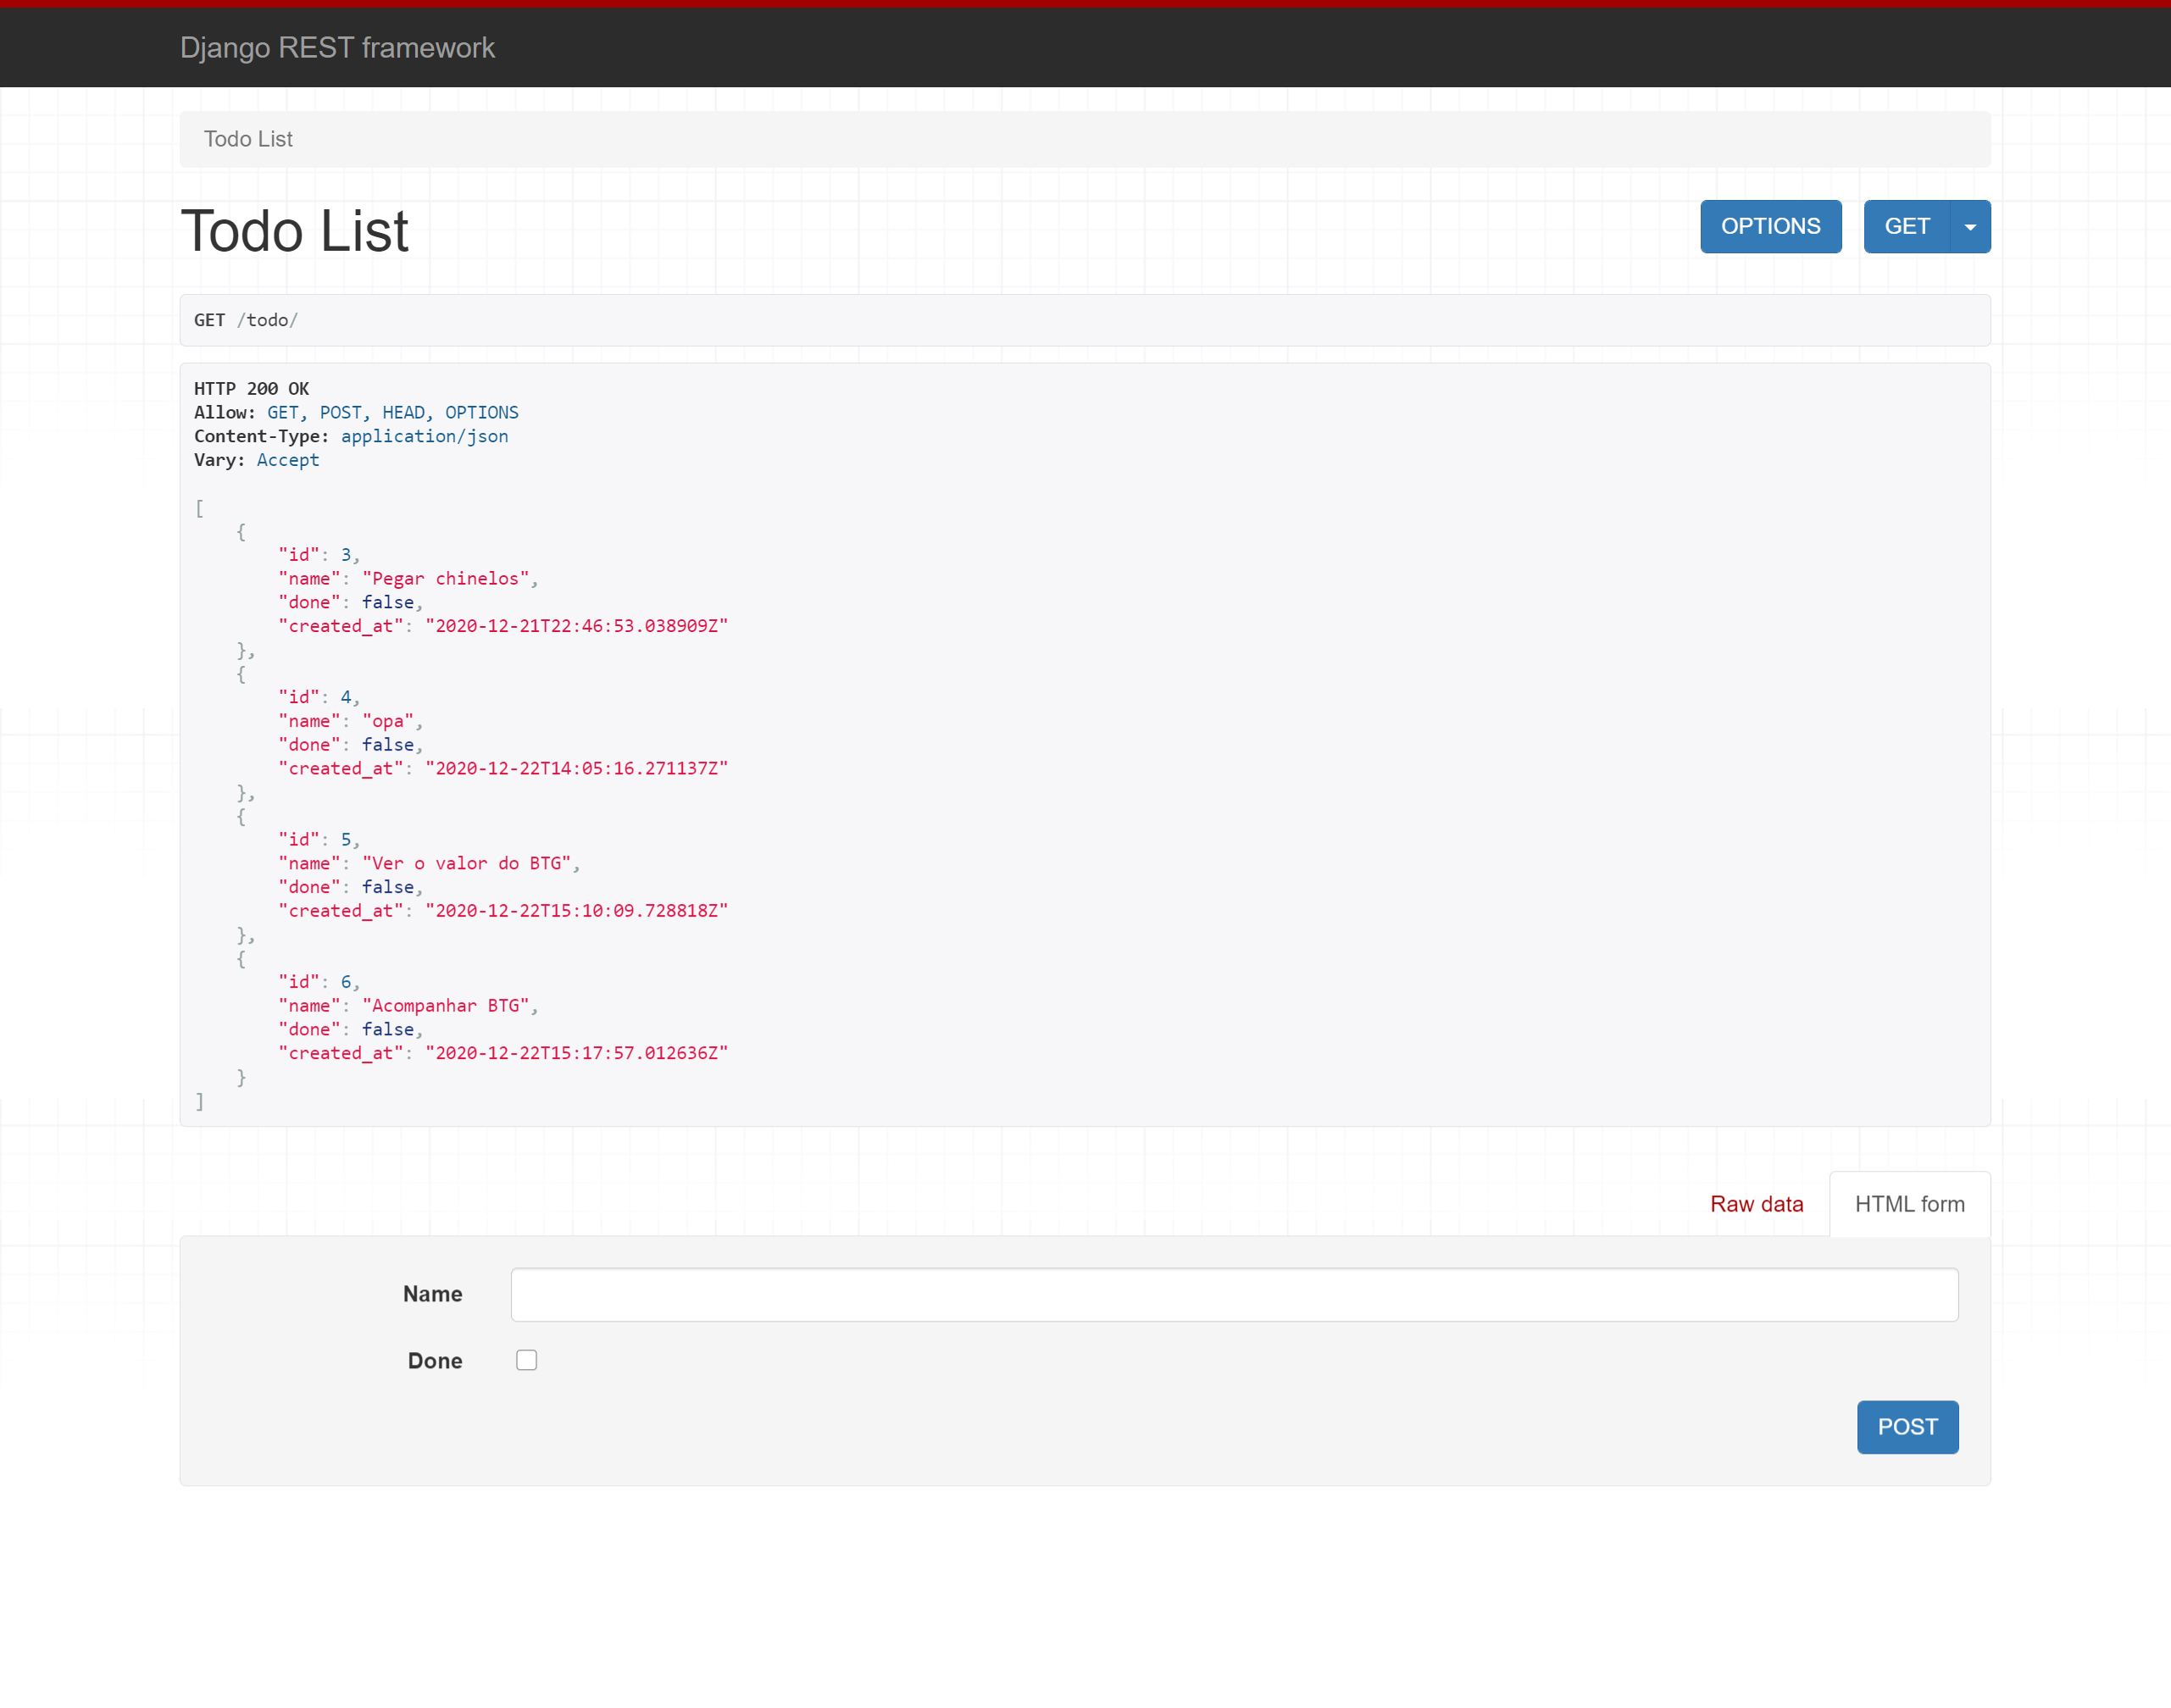 Django REST framework
Todo List
Todo List
OPTIONS
GET
GET /todo/
HTTP 200 OK
Allow: GET, POST, HEAD, OPTIONS
Content-Type: application/json
Vary: Accept
[
    {
        "id": 3,
        "name": "Pegar chinelos",
        "done": false,
        "created_at": "2020-12-21T22:46:53.038909Z"
    },
    {
        "id": 4,
        "name": "opa",
        "done": false,
        "created_at": "2020-12-22T14:05:16.271137Z"
    },
    {
        "id": 5,
        "name": "Ver o valor do BTG",
        "done": false,
        "created_at": "2020-12-22T15:10:09.728818Z"
    },
    {
        "id": 6,
        "name": "Acompanhar BTG",
        "done": false,
        "created_at": "2020-12-22T15:17:57.012636Z"
    }
]
Raw data
HTML form
Name
Done
POST